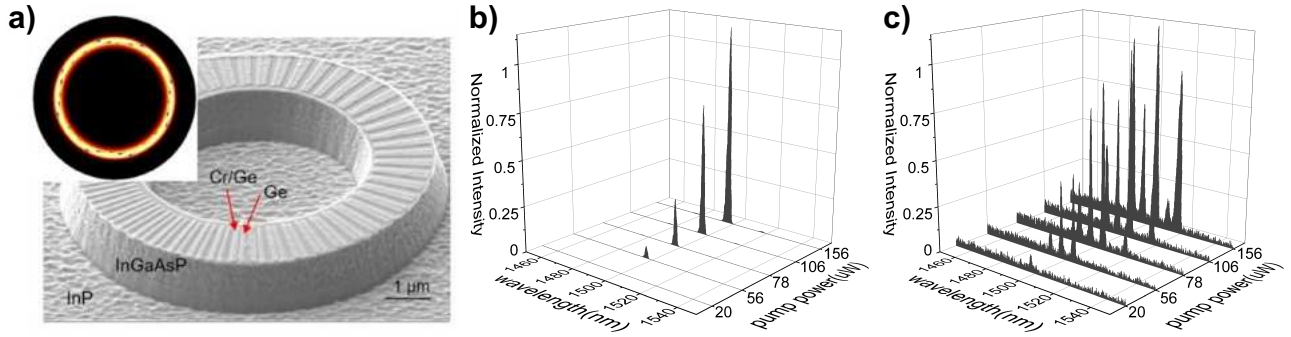 a)
Cr/Ge
Ge
InGaAsP
InP
1 μm
b)
Normalized Intensity
1
0.75
0.5
0.25
0
1460
1480
1500
1520
1540
wavelength(nm)
20
56
78
106
156
pump power(uW)
c)
Normalized Intensity
1
0.75
0.5
0.25
0
1460
1480
1500
1520
1540
wavelength(nm)
20
56
78
106
156
pump power(uW)